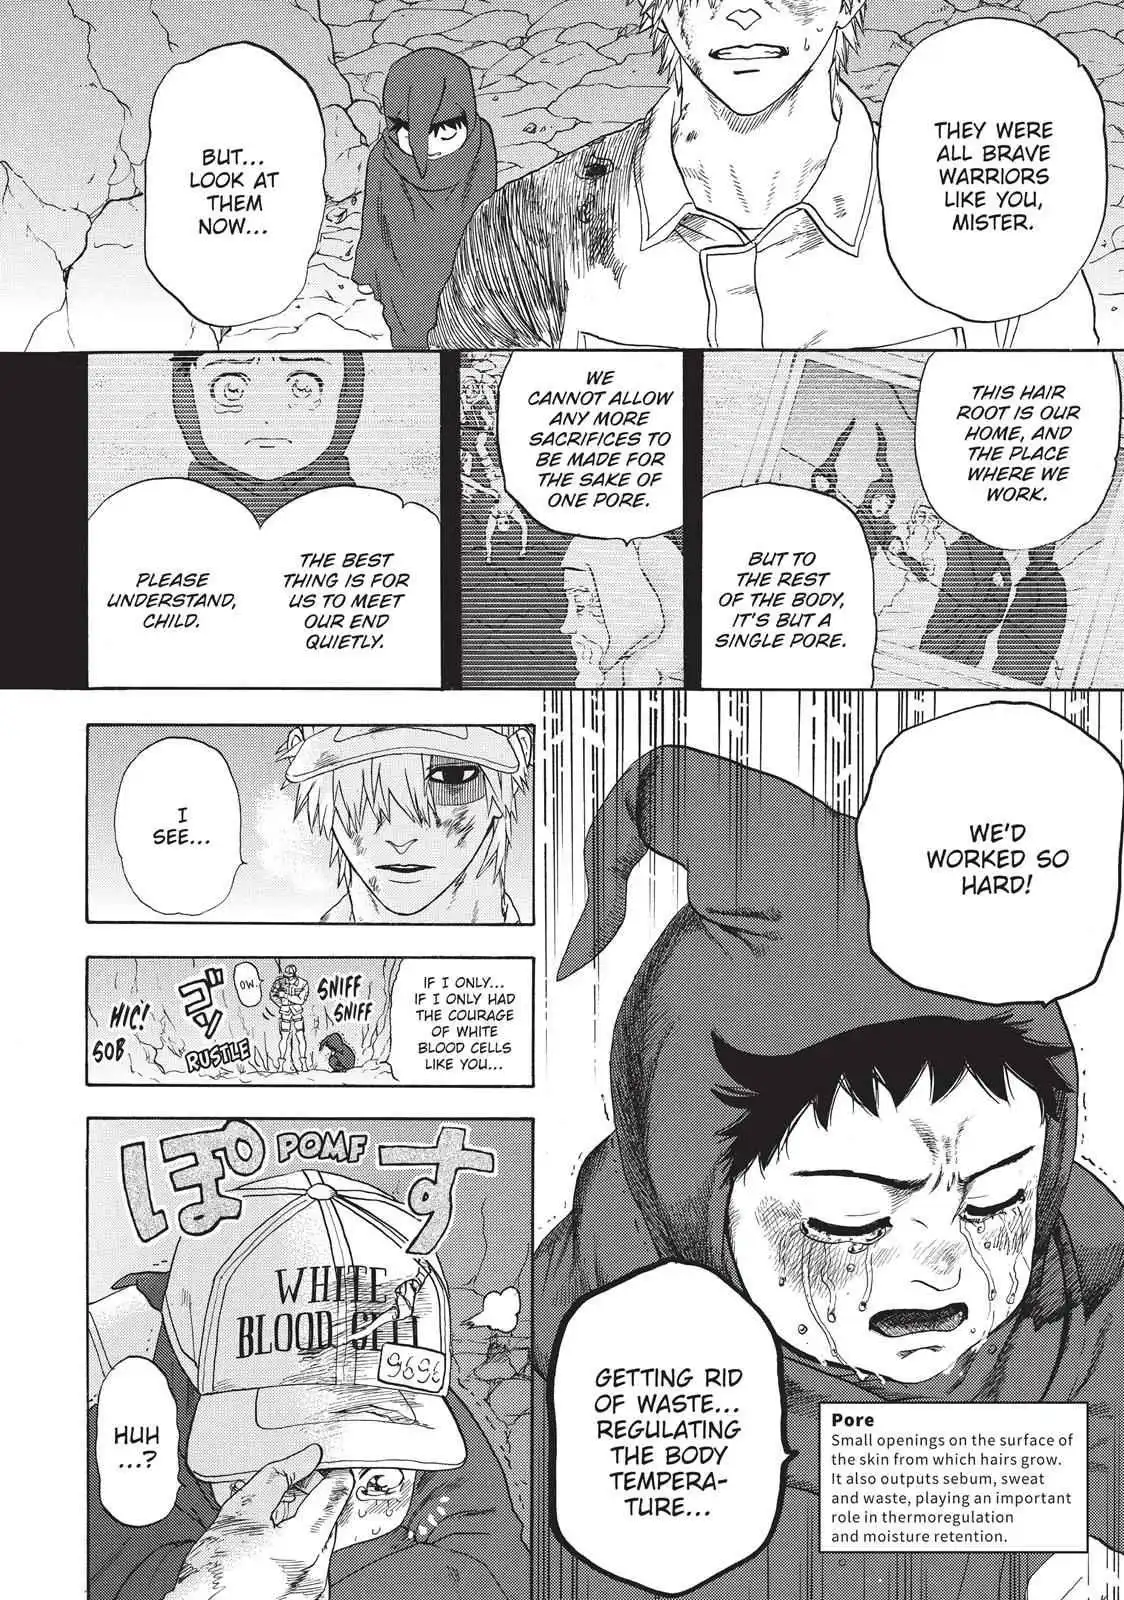 THEY WERE
ALL BRAVE
WARRIORS
LIKE YOU,
MISTER.
BUT...
LOOK AT
THEM
NOW...
THIS HAIR
ROOT IS OUR
HOME, AND
THE PLACE
WHERE WE
WORK.
BUT TO
THE REST
OF THE BODY,
IT'S BUT A
SINGLE PORE.
WE
CANNOT ALLOW
ANY MORE
SACRIFICES TO
BE MADE FOR
THE SAKE OF
ONE PORE.
THE BEST
THING IS FOR
US TO MEET
OUR END
QUIETLY.
PLEASE
UNDERSTAND,
CHILD.
WE'D
WORKED SO
HARD!
GETTING RID
OF WASTE...
REGULATING
THE BODY
TEMPERA-
TURE...
Pore
Small openings on the surface of
the skin from which hairs grow.
It also outputs sebum, sweat
and waste, playing an important
role in thermoregulation
and moisture retention.
I
SEE...
IF I ONLY...
IF I ONLY HAD
THE COURAGE
OF WHITE
BLOOD CELLS
LIKE YOU...
SNIFF
SNIFF
OW..
ゴソッ
RUSTLE
HIC!
SOB
ぽす
POMF
WHITE
BLOOD CELL
9696
HUH
...?